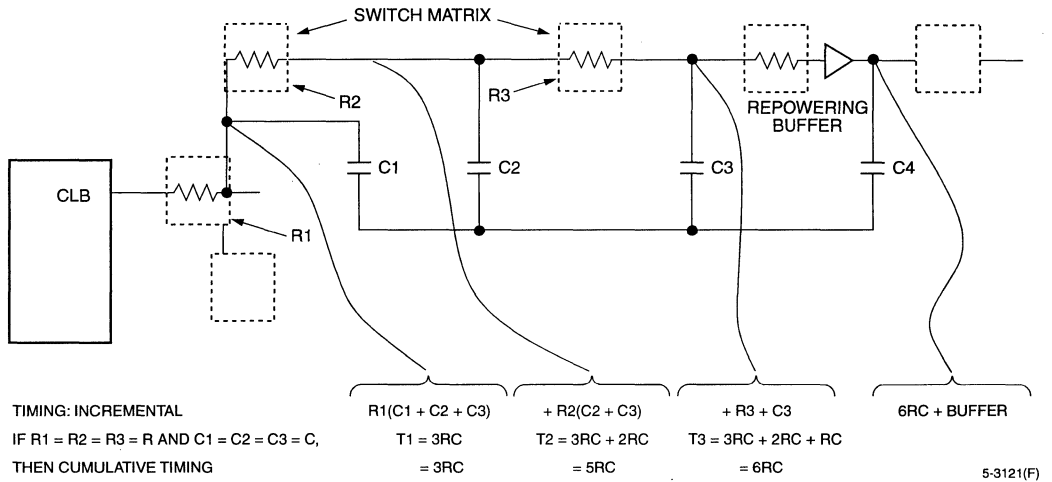 SWITCH MATRIX
R2
R3
REPOWERING
BUFFER
C1
C2
C3
C4
CLB
R1
TIMING: INCREMENTAL
R1(C1 + C2 + C3)
+ R2(C2 + C3)
+ R3 + C3
6RC + BUFFER
IF R1 = R2 = R3 = R AND C1 = C2 = C3 = C,
T1 = 3RC
T2 = 3RC + 2RC
T3 = 3RC + 2RC + RC
THEN CUMULATIVE TIMING
= 3RC
= 5RC
= 6RC
5-3121(F)